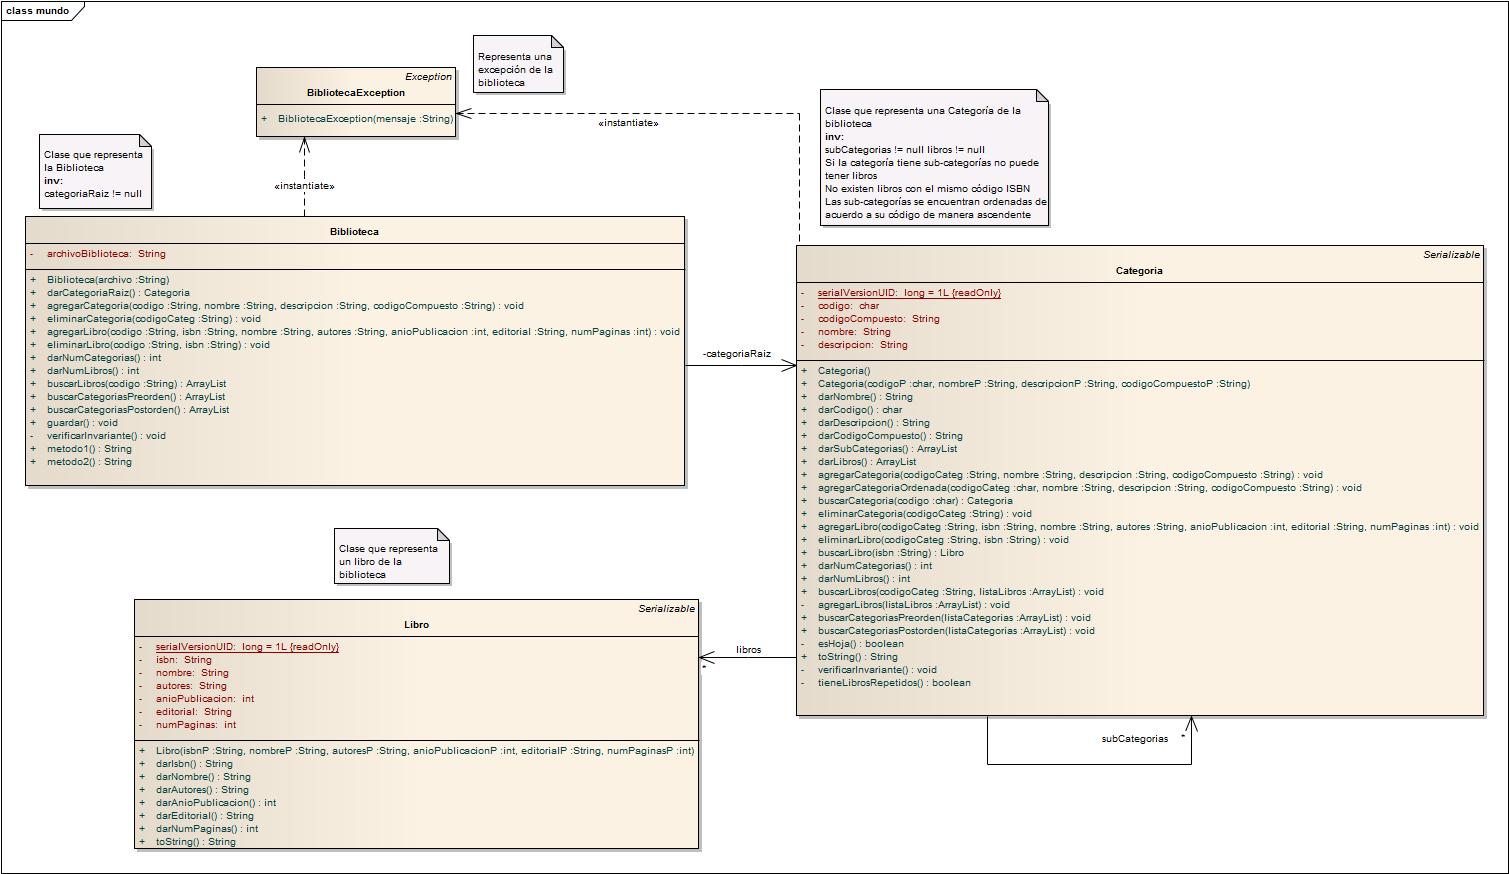 class mundo
Representa una
excepción de la
biblioteca
Exception
BibliotecaException
+ BibliotecaException(mensaje :String)
«instantiate»
Clase que representa una Categoría de la
biblioteca
inv:
subCategorias != null libros != null
Si la categoría tiene sub-categorías no puede
tener libros
No existen libros con el mismo código ISBN
Las sub-categorías se encuentran ordenadas de
acuerdo a su código de manera ascendente
Clase que representa
la Biblioteca
inv:
categoriaRaiz != null
«instantiate»
Biblioteca
- archivoBiblioteca: String
+ Biblioteca(archivo :String)
+ darCategoriaRaiz() : Categoria
+ agregarCategoria(codigo :String, nombre :String, descripcion :String, codigoCompuesto :String) : void
+ eliminarCategoria(codigoCateg :String) : void
+ agregarLibro(codigo :String, isbn :String, nombre :String, autores :String, anioPublicacion :int, editorial :String, numPaginas :int) : void
+ eliminarLibro(codigo :String, isbn :String) : void
+ darNumCategorias() : int
+ darNumLibros() : int
+ buscarLibros(codigo :String) : ArrayList
+ buscarCategoriasPreorden() : ArrayList
+ buscarCategoriasPostorden() : ArrayList
+ guardar() : void
- verificarInvariante() : void
+ metodo1() : String
+ metodo2() : String
-categoriaRaiz
Serializable
Categoria
- serialVersionUID: long = 1L {readOnly}
- codigo: char
- codigoCompuesto: String
- nombre: String
- descripcion: String
+ Categoria()
+ Categoria(codigoP :char, nombreP :String, descripcionP :String, codigoCompuestoP :String)
+ darNombre() : String
+ darCodigo() : char
+ darDescripcion() : String
+ darCodigoCompuesto() : String
+ darSubCategorias() : ArrayList
+ darLibros() : ArrayList
+ agregarCategoria(codigoCateg :String, nombre :String, descripcion :String, codigoCompuesto :String) : void
+ agregarCategoriaOrdenada(codigoCateg :char, nombre :String, descripcion :String, codigoCompuesto :String) : void
+ buscarCategoria(codigo :char) : Categoria
+ eliminarCategoria(codigoCateg :String) : void
+ agregarLibro(codigoCateg :String, isbn :String, nombre :String, autores :String, anioPublicacion :int, editorial :String, numPaginas :int) : void
+ eliminarLibro(codigoCateg :String, isbn :String) : void
+ buscarLibro(isbn :String) : Libro
+ darNumCategorias() : int
+ darNumLibros() : int
+ buscarLibros(codigoCateg :String, listaLibros :ArrayList) : void
- agregarLibros(listaLibros :ArrayList) : void
+ buscarCategoriasPreorden(listaCategorias :ArrayList) : void
+ buscarCategoriasPostorden(listaCategorias :ArrayList) : void
- esHoja() : boolean
+ toString() : String
- verificarInvariante() : void
- tieneLibrosRepetidos() : boolean
subCategorias *
Clase que representa
un libro de la
biblioteca
libros
*
Serializable
Libro
- serialVersionUID: long = 1L {readOnly}
- isbn: String
- nombre: String
- autores: String
- anioPublicacion: int
- editorial: String
- numPaginas: int
+ Libro(isbnP :String, nombreP :String, autoresP :String, anioPublicacionP :int, editorialP :String, numPaginasP :int)
+ darIsbn() : String
+ darNombre() : String
+ darAutores() : String
+ darAnioPublicacion() : int
+ darEditorial() : String
+ darNumPaginas() : int
+ toString() : String